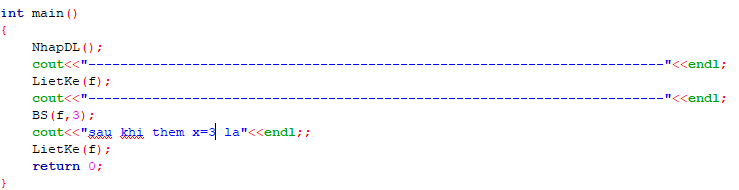 int main()
{
NhapDL();
cout<<"------------------------------------------------------------------------"<<endl;
LietKe(f);
cout<<"------------------------------------------------------------------------"<<endl;
BS(f,3);
cout<<"sau khi them x=3 la"<<endl;;
LietKe(f);
return 0;
}